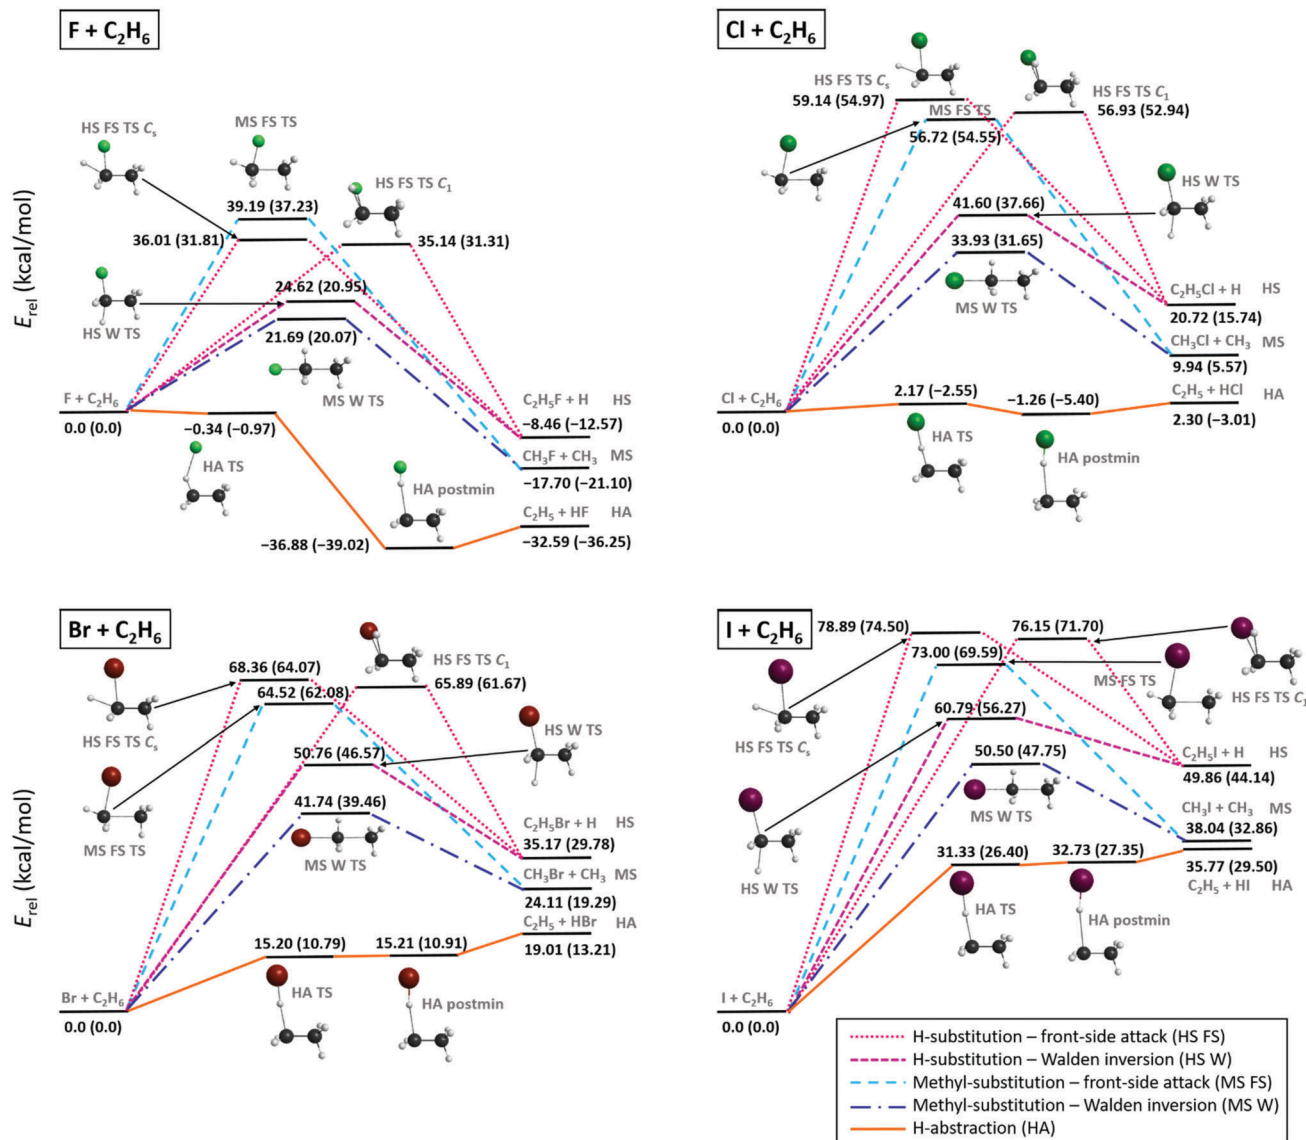 F + C₂H₆
HS FS TS Cₛ
MS FS TS
HS FS TS C₁
39.19 (37.23)
36.01 (31.81)
35.14 (31.31)
24.62 (20.95)
HS W TS
21.69 (20.07)
MS W TS
Eᵣₑₗ (kcal/mol)
F + C₂H₆
0.0 (0.0)
−0.34 (−0.97)
HA TS
C₂H₅F + H HS
−8.46 (−12.57)
CH₃F + CH₃ MS
−17.70 (−21.10)
HA postmin
−36.88 (−39.02)
C₂H₅ + HF HA
−32.59 (−36.25)
Cl + C₂H₆
HS FS TS Cₛ
59.14 (54.97)
MS FS TS
56.72 (54.55)
HS FS TS C₁
56.93 (52.94)
HS W TS
41.60 (37.66)
33.93 (31.65)
MS W TS
C₂H₅Cl + H HS
20.72 (15.74)
CH₃Cl + CH₃ MS
9.94 (5.57)
Cl + C₂H₆
0.0 (0.0)
2.17 (−2.55)
HA TS
−1.26 (−5.40)
HA postmin
C₂H₅ + HCl HA
2.30 (−3.01)
Br + C₂H₆
HS FS TS Cₛ
68.36 (64.07)
64.52 (62.08)
HS FS TS C₁
65.89 (61.67)
HS W TS
50.76 (46.57)
MS FS TS
41.74 (39.46)
MS W TS
Eᵣₑₗ (kcal/mol)
C₂H₅Br + H HS
35.17 (29.78)
CH₃Br + CH₃ MS
24.11 (19.29)
C₂H₅ + HBr HA
19.01 (13.21)
15.20 (10.79)
15.21 (10.91)
HA TS
HA postmin
Br + C₂H₆
0.0 (0.0)
I + C₂H₆
78.89 (74.50)
76.15 (71.70)
73.00 (69.59)
MS FS TS
HS FS TS C₁
HS FS TS Cₛ
60.79 (56.27)
50.50 (47.75)
MS W TS
HS W TS
C₂H₅I + H HS
49.86 (44.14)
CH₃I + CH₃ MS
38.04 (32.86)
31.33 (26.40)
32.73 (27.35)
35.77 (29.50)
C₂H₅ + HI HA
HA TS
HA postmin
I + C₂H₆
0.0 (0.0)
H-substitution – front-side attack (HS FS)
H-substitution – Walden inversion (HS W)
Methyl-substitution – front-side attack (MS FS)
Methyl-substitution – Walden inversion (MS W)
H-abstraction (HA)